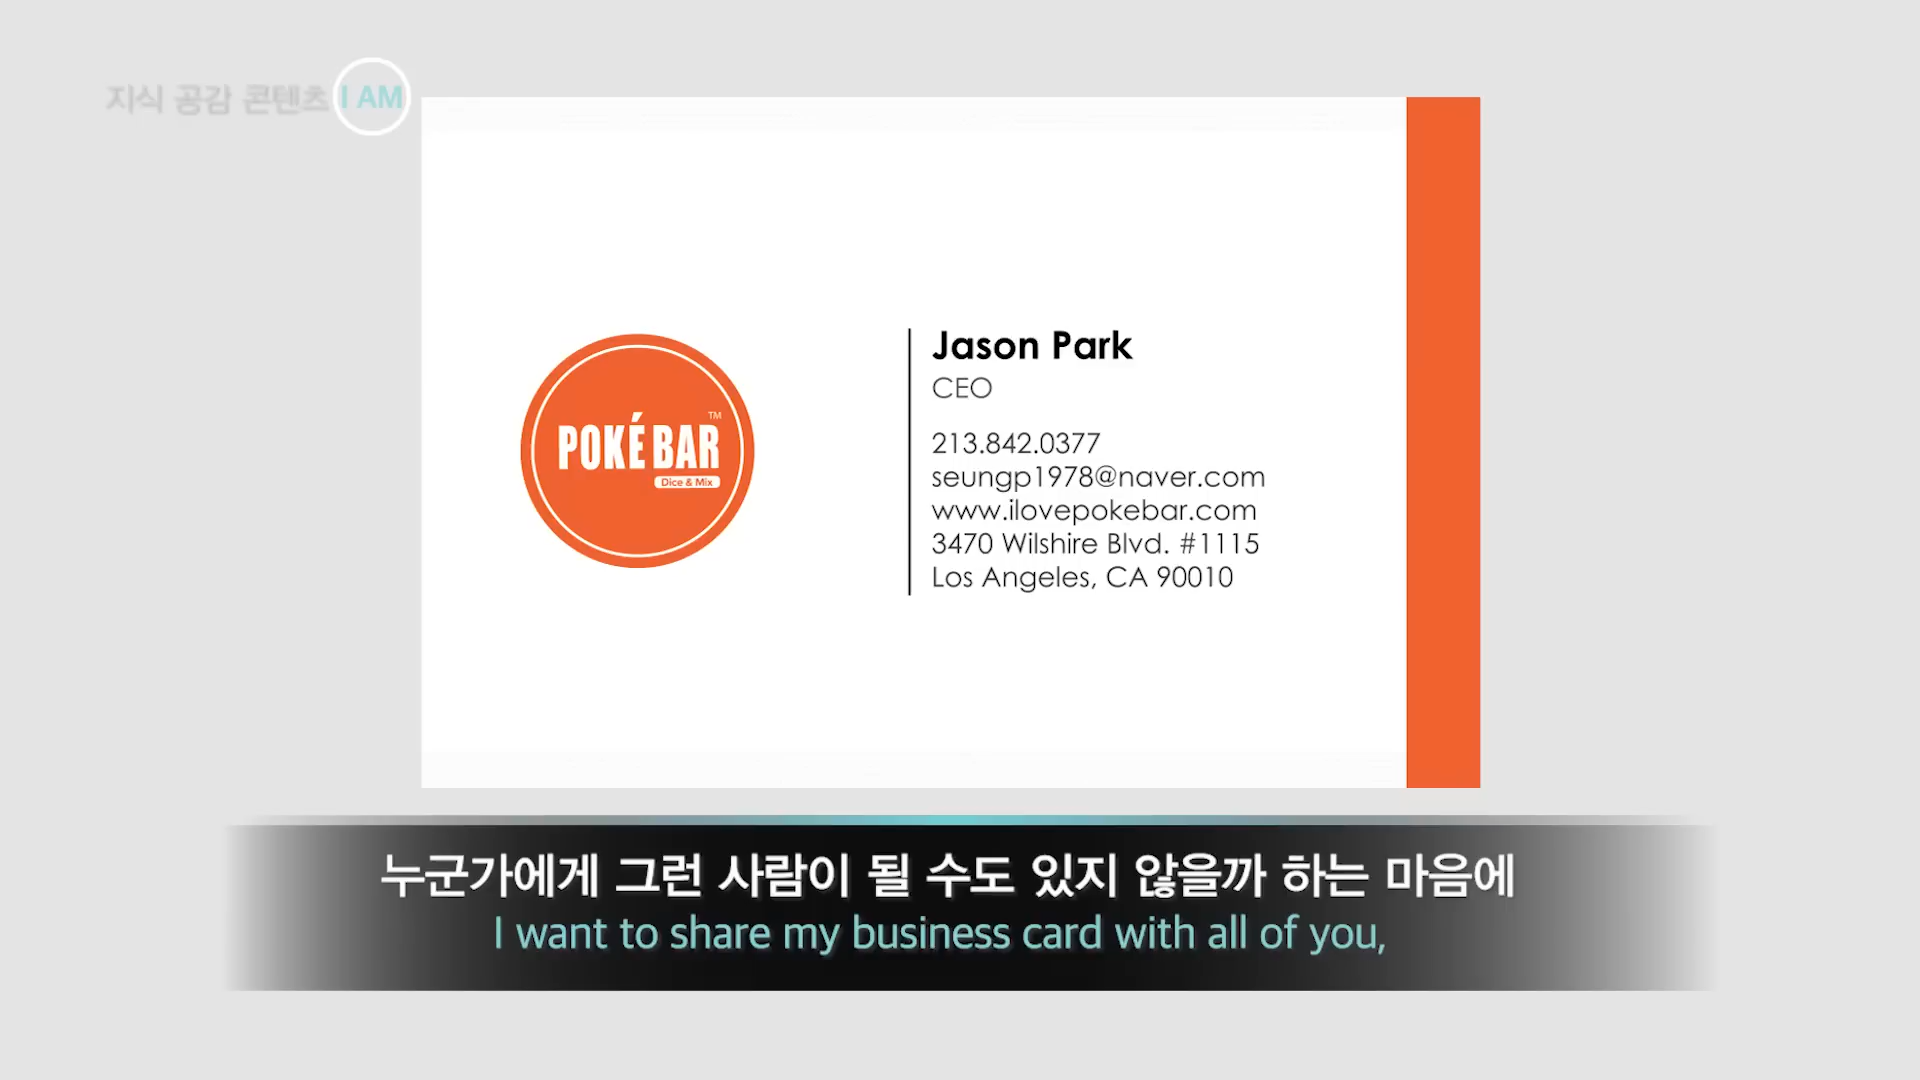 지식 공감 콘텐츠 I AM
POKÉ BAR™
Dice & Mix
Jason Park
CEO
213.842.0377
seungp1978@naver.com
www.ilovepokebar.com
3470 Wilshire Blvd. #1115
Los Angeles, CA 90010
누군가에게 그런 사람이 될 수도 있지 않을까 하는 마음에
I want to share my business card with all of you,